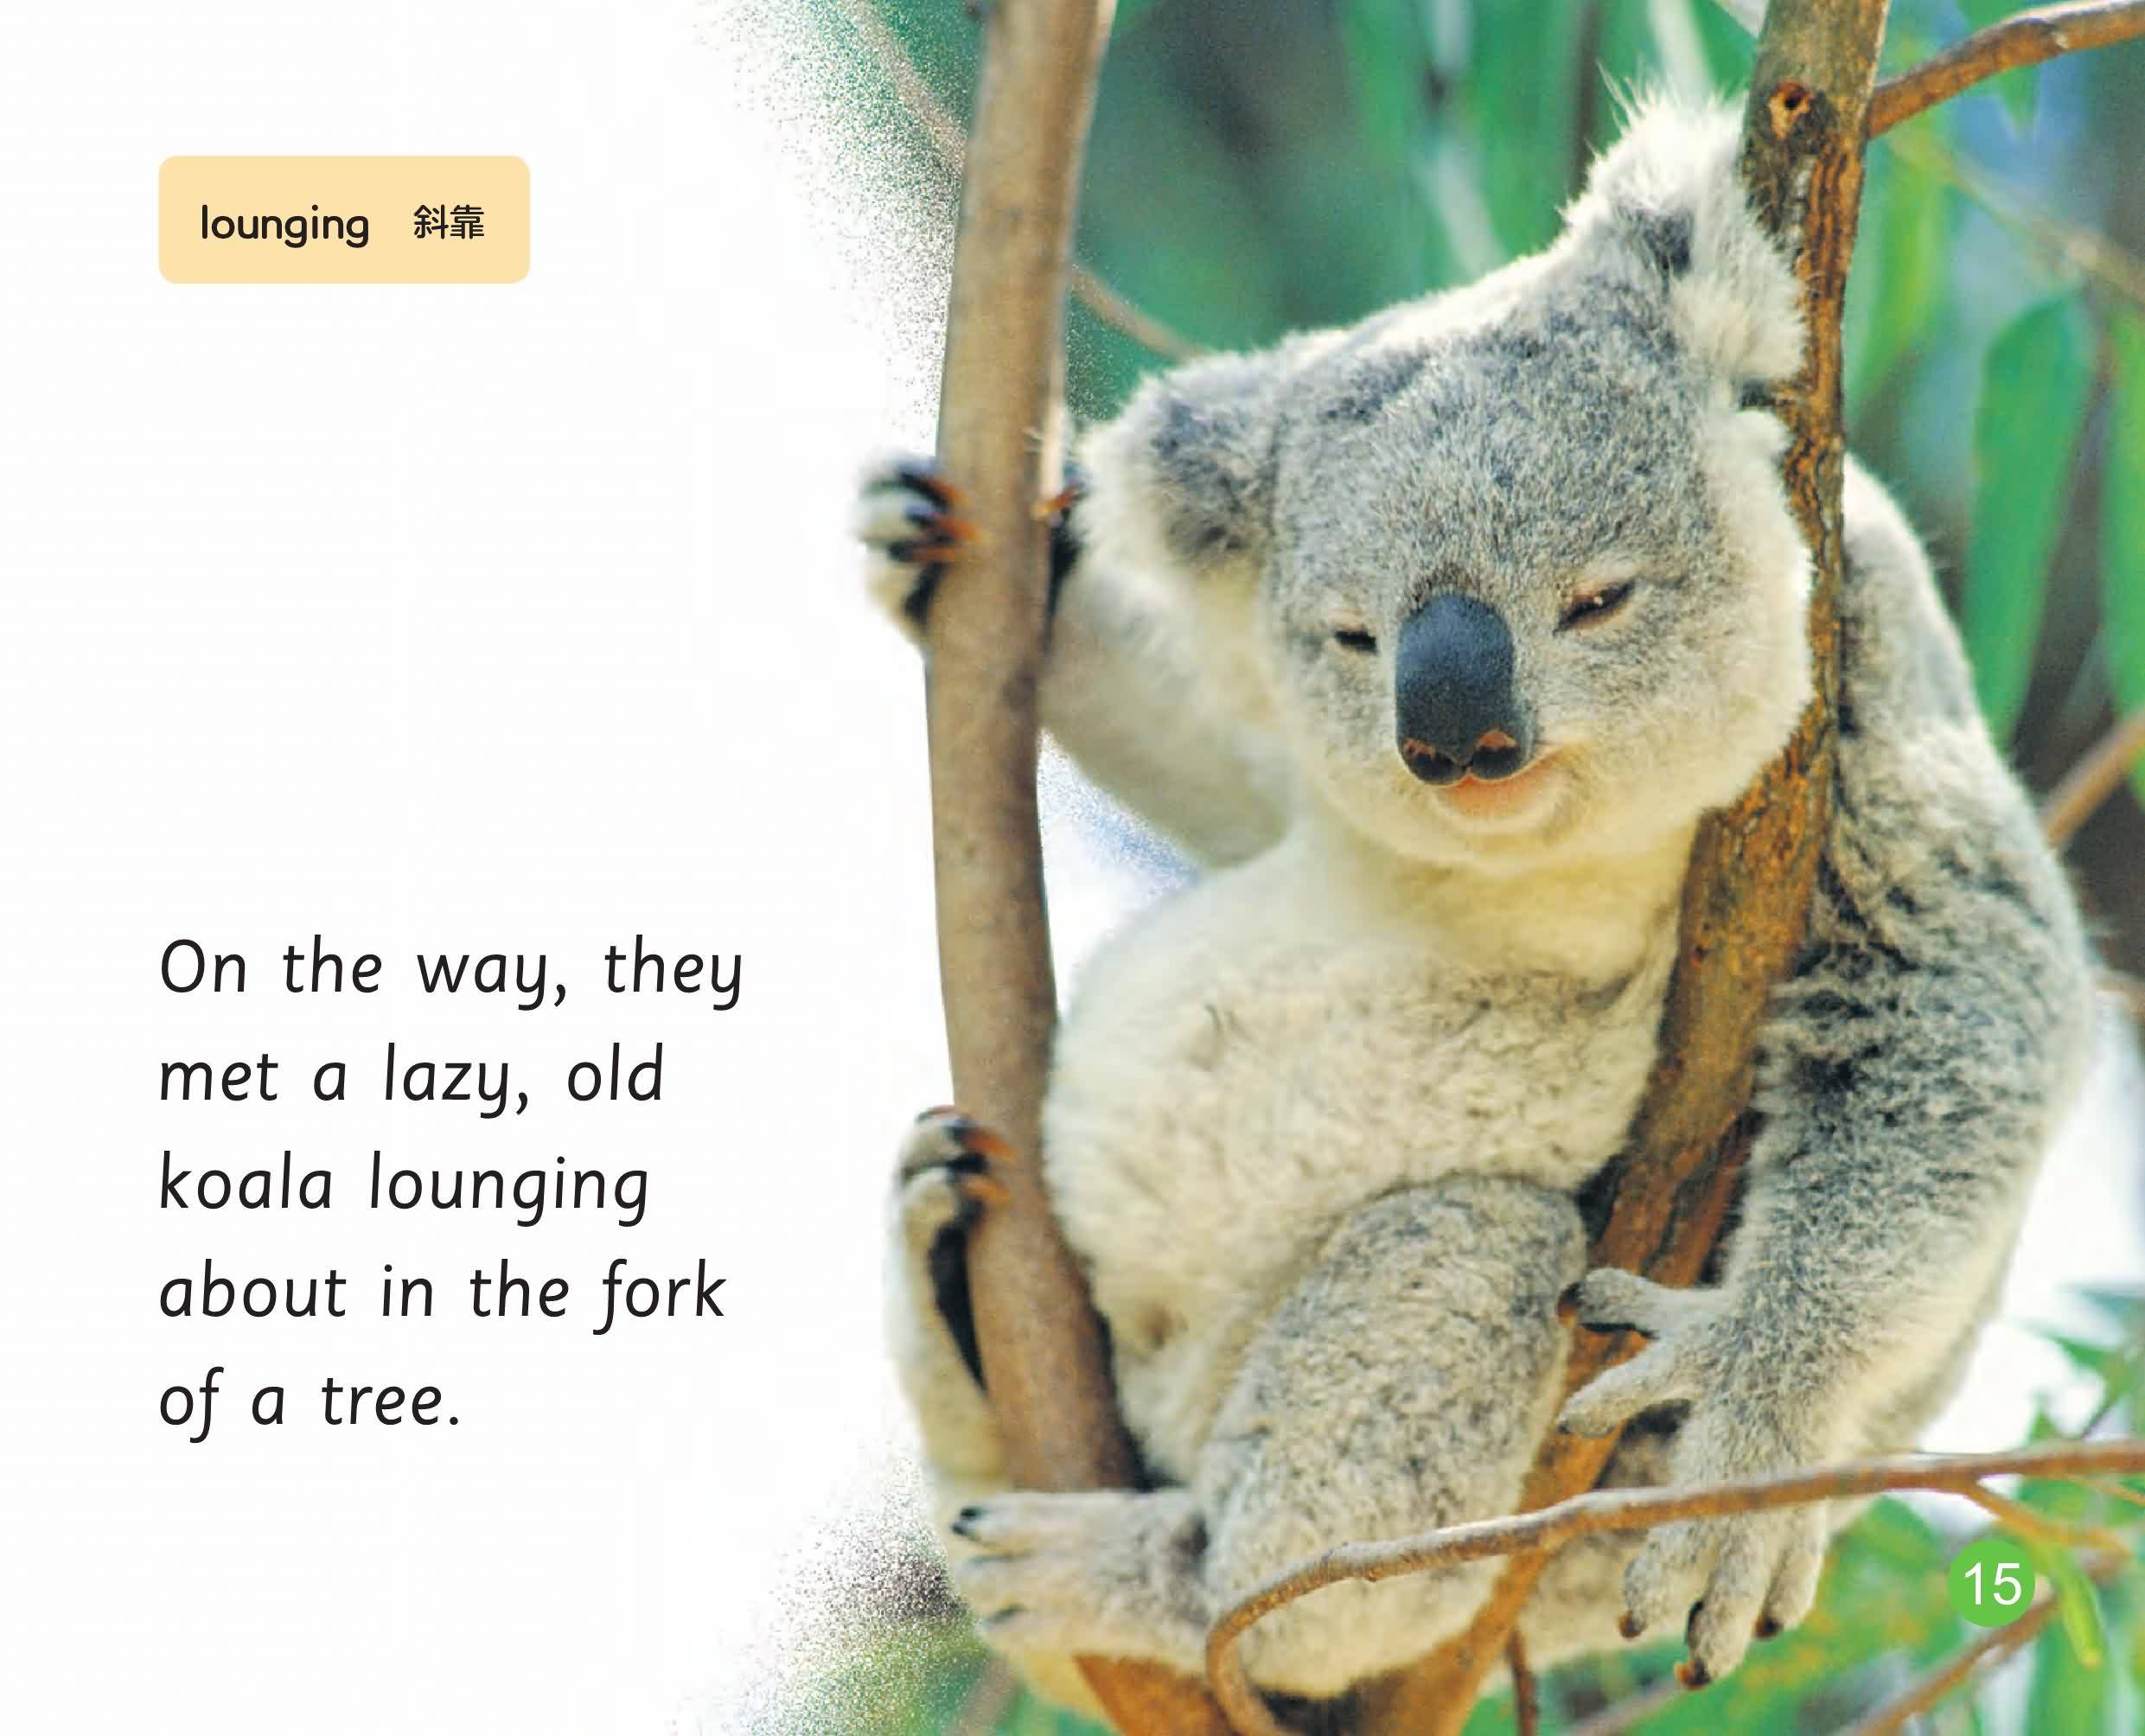 lounging 斜靠
On the way, they
met a lazy, old
koala lounging
about in the fork
of a tree.
15